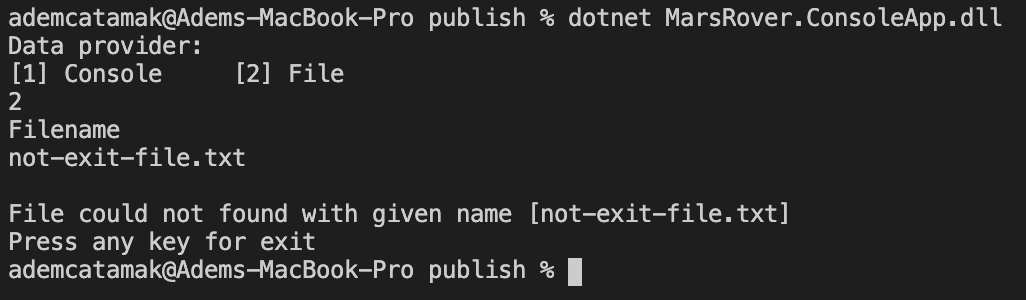 ademcatamak@Adems-MacBook-Pro publish % dotnet MarsRover.ConsoleApp.dll
Data provider:
[1] Console     [2] File
2
Filename
not-exit-file.txt

File could not found with given name [not-exit-file.txt]
Press any key for exit
ademcatamak@Adems-MacBook-Pro publish %